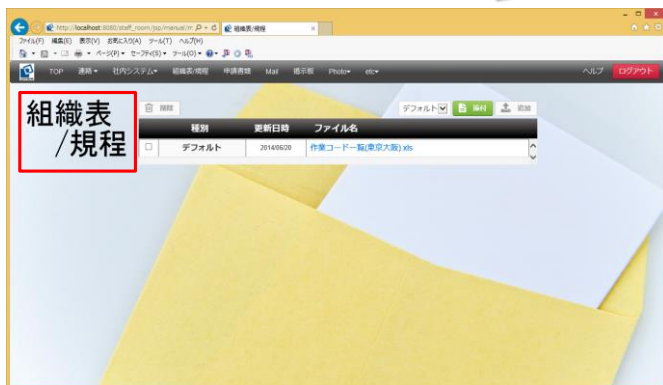 http://localhost:8080/staff_room/jsp/manual/m
組織表/規程
ファイル(F) 編集(E) 表示(V) お気に入り(A) ツール(T) ヘルプ(H)
ページ(P) セーフティ(S) ツール(O)
TOP 連絡 社内システム 組織表/規程 申請書類 Mail 掲示板 Photo etc ヘルプ ログアウト
組織表
/規程
削除 デフォルト 添付 追加
種別 更新日時 ファイル名
デフォルト 2014/06/20 作業コード一覧(東京大阪).xls